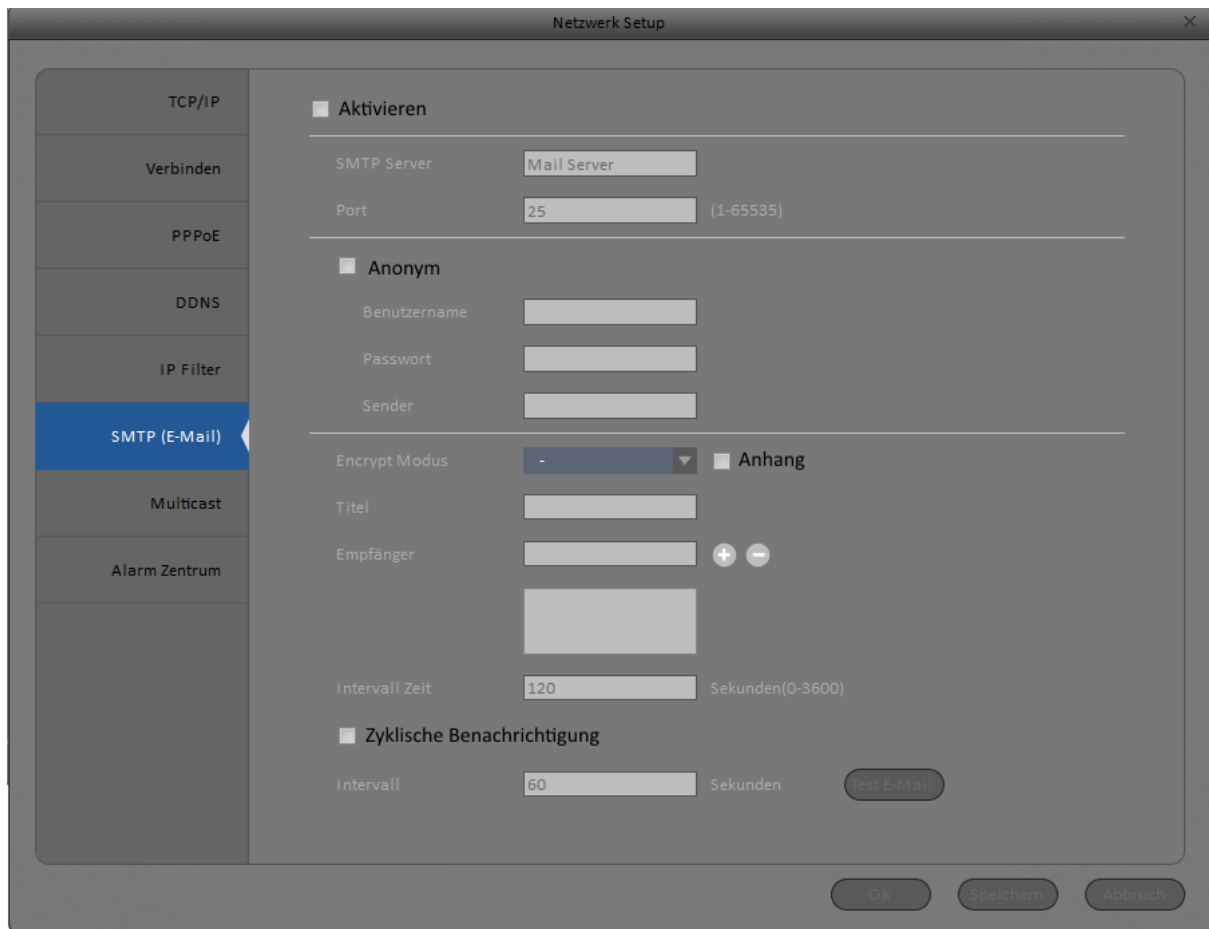 Netzwerk Setup
TCP/IP
Verbinden
PPPoE
DDNS
IP Filter
SMTP (E-Mail)
Multicast
Alarm Zentrum
Aktivieren
SMTP Server Mail Server
Port 25 (1-65535)
Anonym
Benutzername
Passwort
Sender
Encrypt Modus - Anhang
Titel
Empfänger
Intervall Zeit 120 Sekunden(0-3600)
Zyklische Benachrichtigung
Intervall 60 Sekunden Test E-Mail
OK Speichern Abbruch